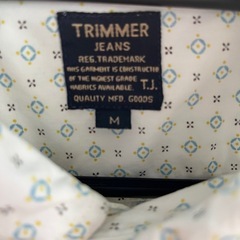 TRIMMER
JEANS
REG. TRADEMARK
THIS GARMENT IS CONSTRUCTED
OF THE HIGHEST GRADE
FABRICS AVAILABLE. T.J.
QUALITY MFD. GOODS
M